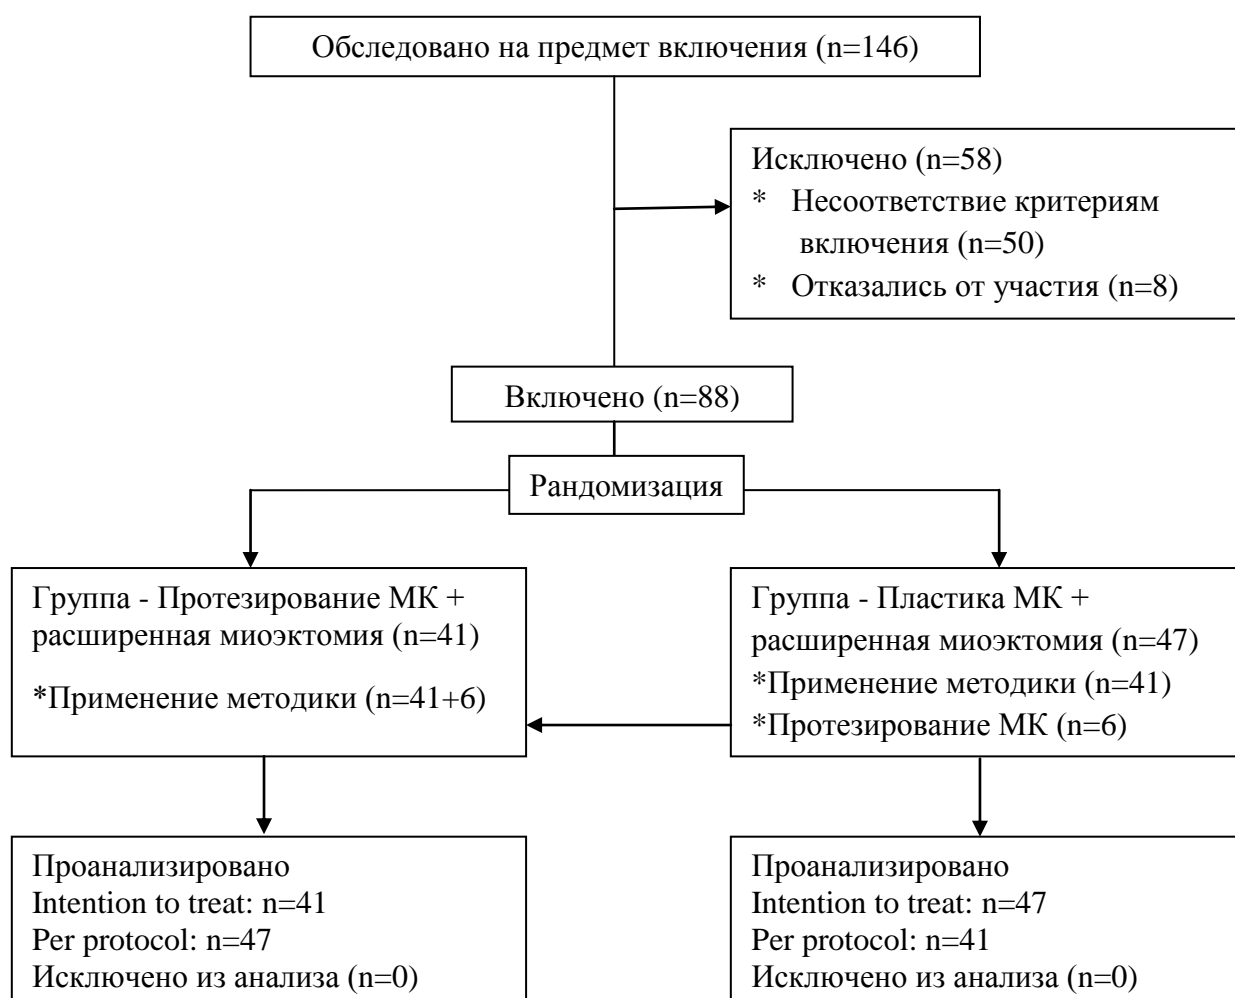 Обследовано на предмет включения (n=146)
Исключено (n=58)
* Несоответствие критериям
включения (n=50)
* Отказались от участия (n=8)
Включено (n=88)
Рандомизация
Группа - Протезирование МК +
расширенная миоэктомия (n=41)
*Применение методики (n=41+6)
Группа - Пластика МК +
расширенная миоэктомия (n=47)
*Применение методики (n=41)
*Протезирование МК (n=6)
Проанализировано
Intention to treat: n=41
Per protocol: n=47
Исключено из анализа (n=0)
Проанализировано
Intention to treat: n=47
Per protocol: n=41
Исключено из анализа (n=0)